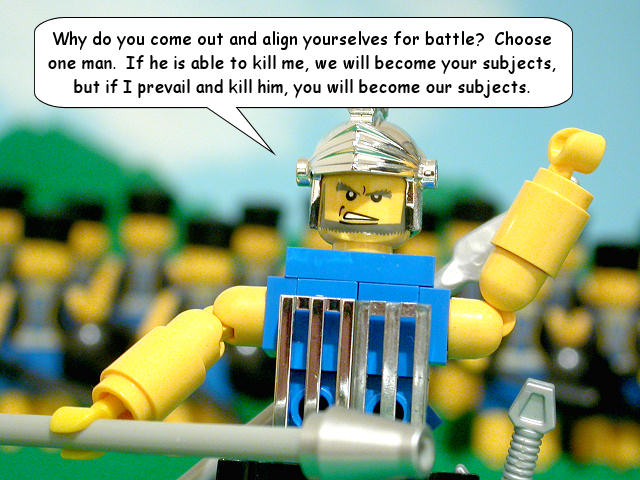 Why do you come out and align yourselves for battle?  Choose
one man.  If he is able to kill me, we will become your subjects,
but if I prevail and kill him, you will become our subjects.